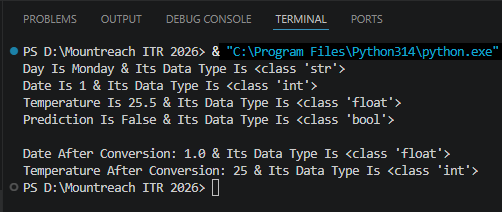 PROBLEMS OUTPUT DEBUG CONSOLE TERMINAL PORTS
PS D:\Mountreach ITR 2026> & "C:\Program Files\Python314\python.exe"
Day Is Monday & Its Data Type Is <class 'str'>
Date Is 1 & Its Data Type Is <class 'int'>
Temperature Is 25.5 & Its Data Type Is <class 'float'>
Prediction Is False & Its Data Type Is <class 'bool'>
Date After Conversion: 1.0 & Its Data Type Is <class 'float'>
Temperature After Conversion: 25 & Its Data Type Is <class 'int'>
PS D:\Mountreach ITR 2026>